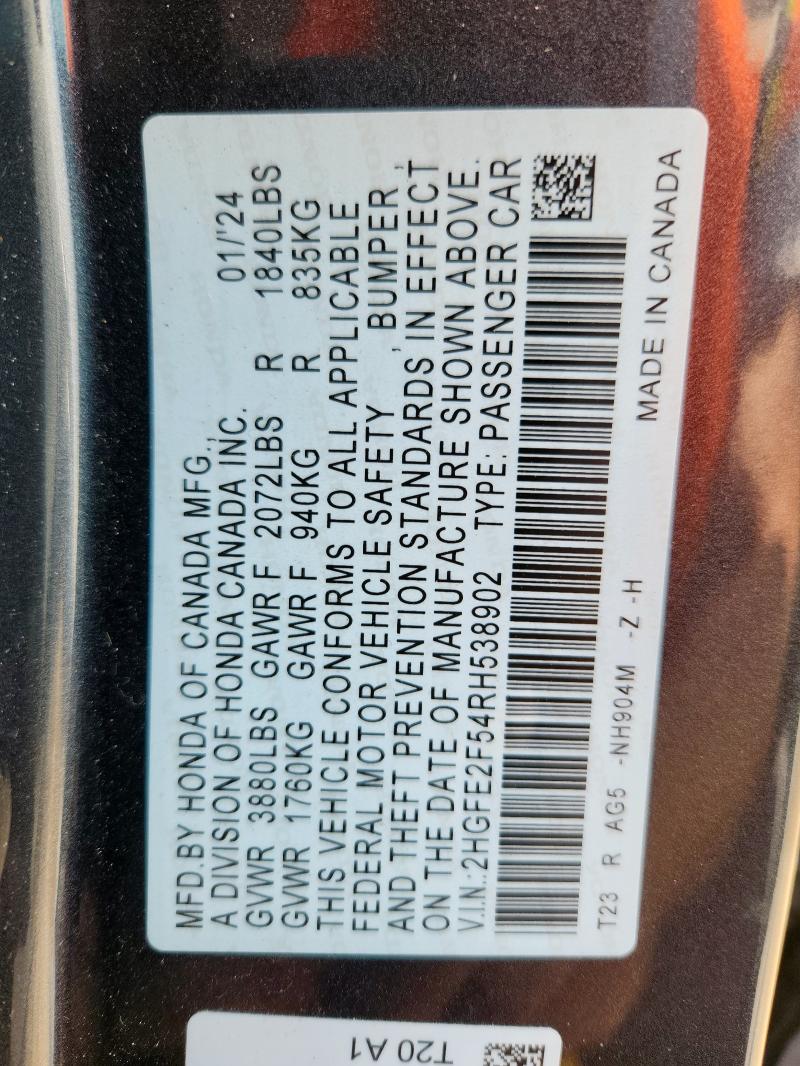 MFD.BY HONDA OF CANADA MFG.,
A DIVISION OF HONDA CANADA INC. 01/'24
GVWR 3880LBS GAWR F 2072LBS R 1840LBS
GVWR 1760KG GAWR F 940KG R 835KG
THIS VEHICLE CONFORMS TO ALL APPLICABLE
FEDERAL MOTOR VEHICLE SAFETY , BUMPER ,
AND THEFT PREVENTION STANDARDS IN EFFECT
ON THE DATE OF MANUFACTURE SHOWN ABOVE.
V.I.N.:2HGFE2F54RH538902 TYPE: PASSENGER CAR
T23 R AG5 -NH904M -Z -H
MADE IN CANADA
T20 A1